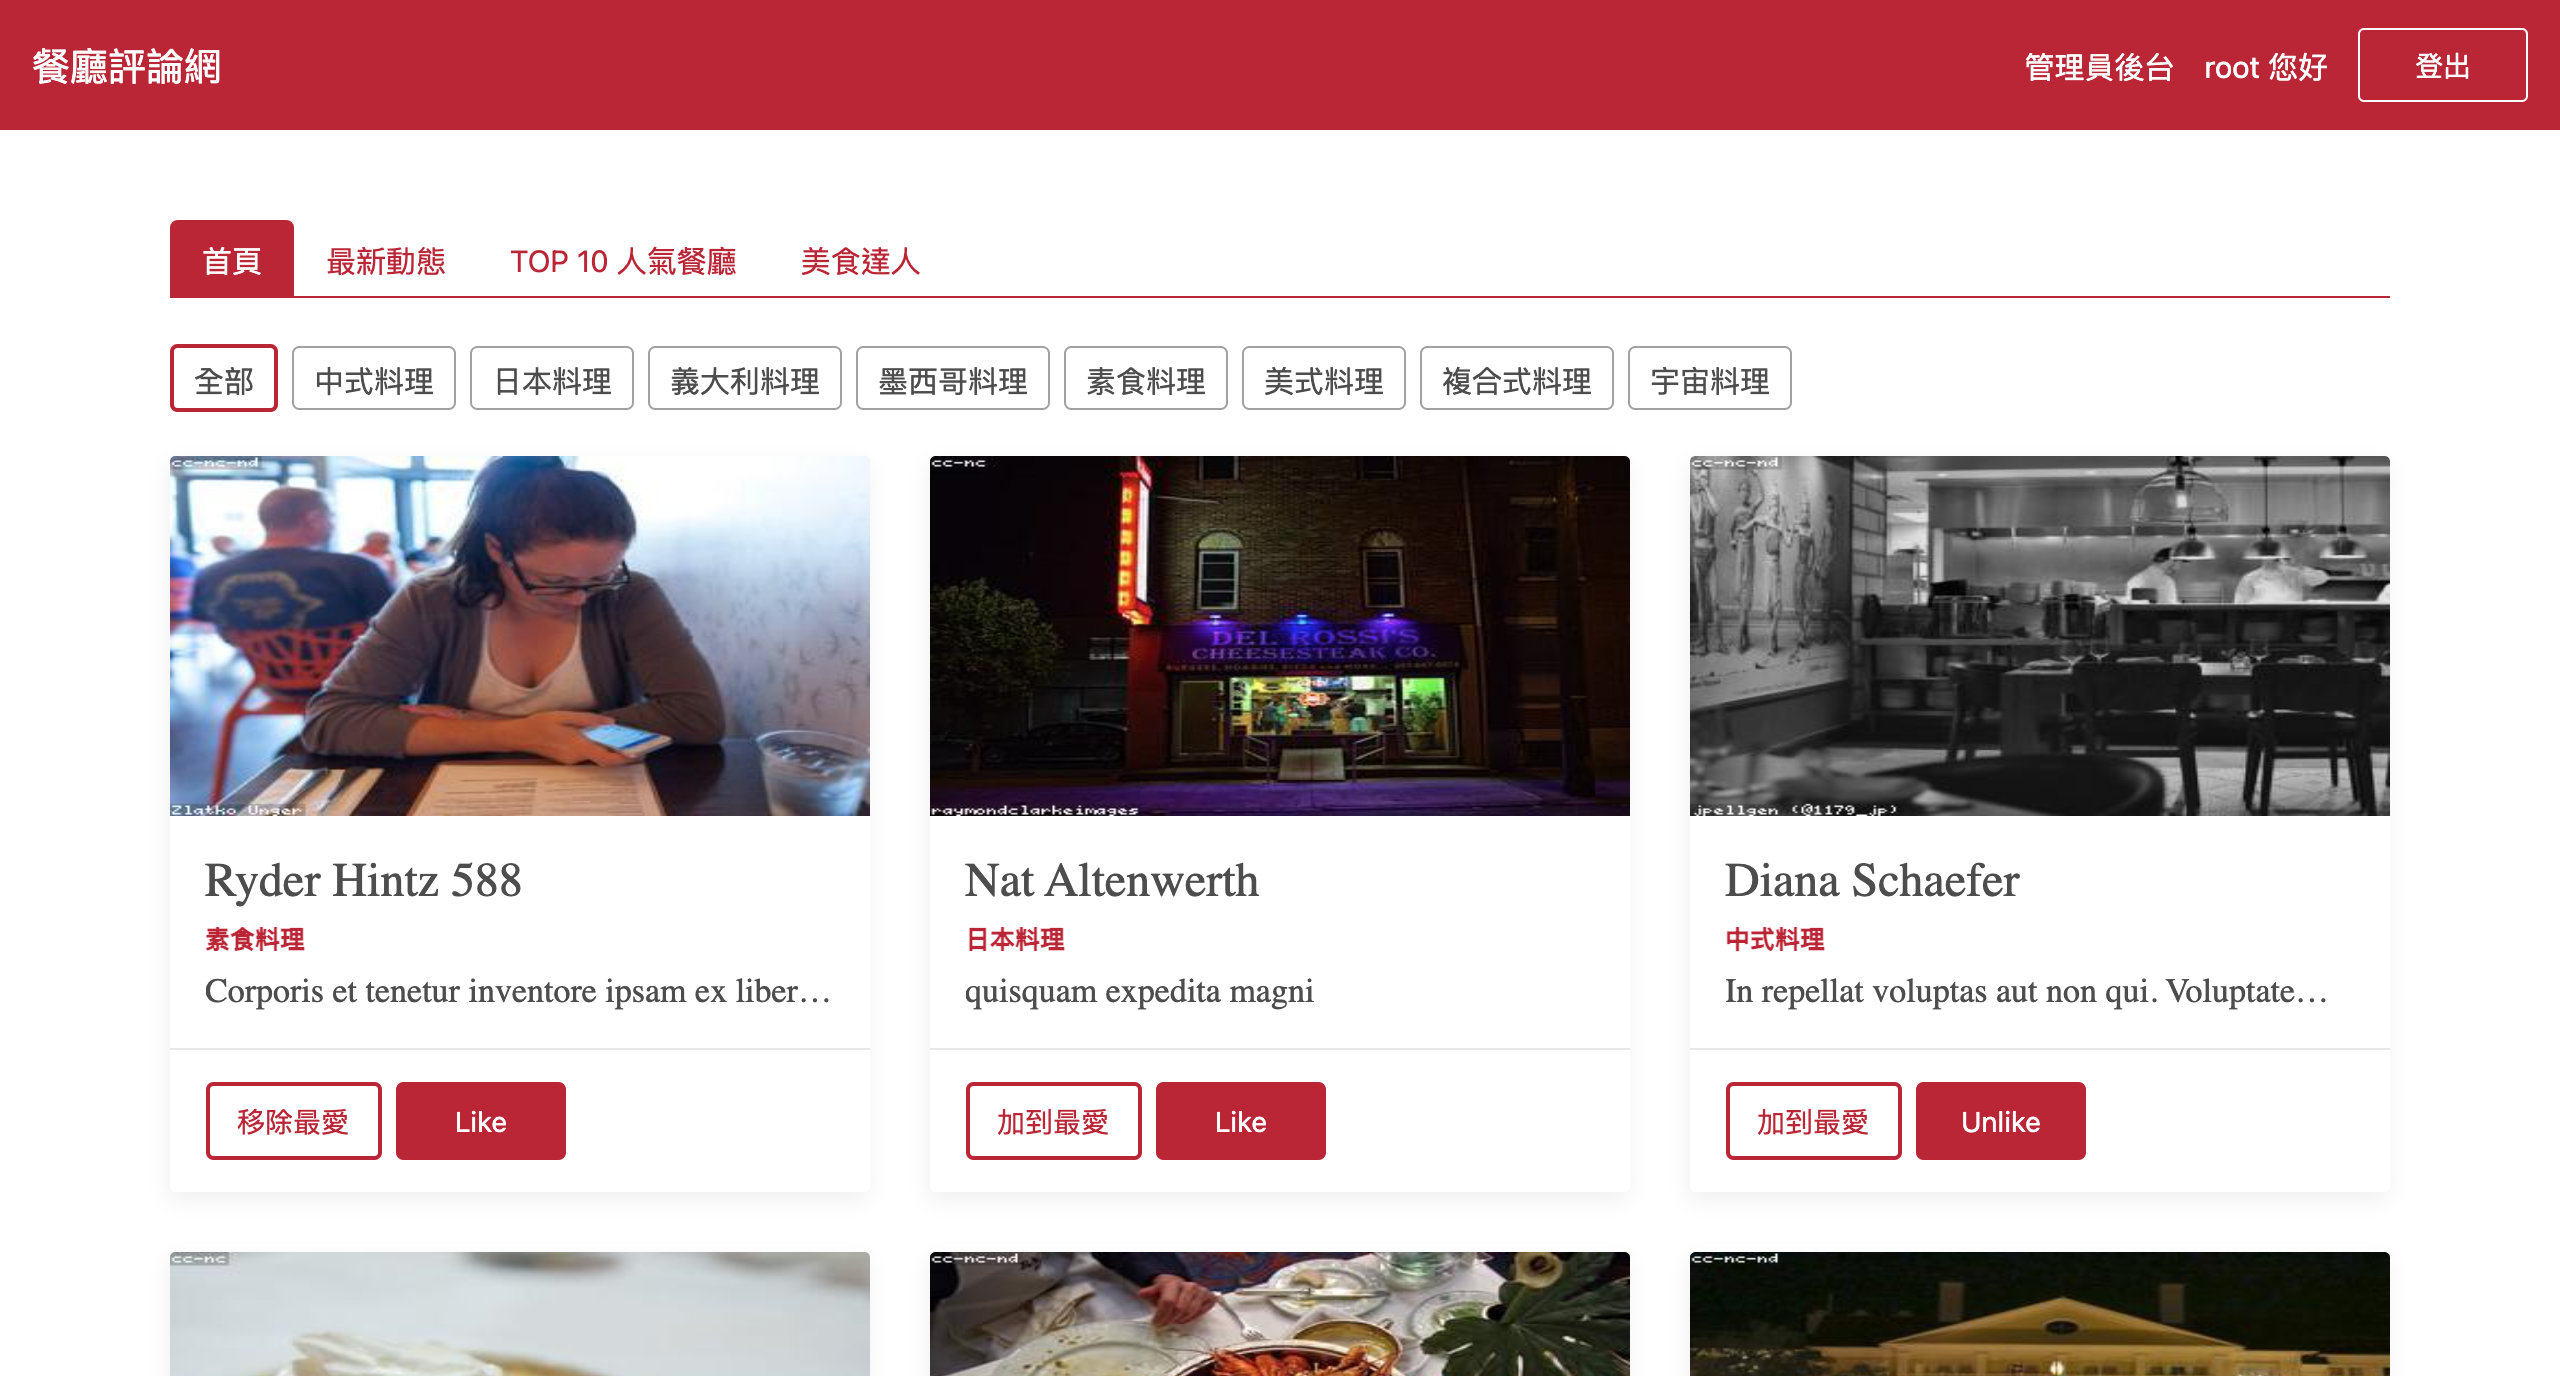 餐廳評論網
管理員後台 root 您好 登出
首頁 最新動態 TOP 10 人氣餐廳 美食達人
全部 中式料理 日本料理 義大利料理 墨西哥料理 素食料理 美式料理 複合式料理 宇宙料理
cc-nc-nd
Zlatko Unger
Ryder Hintz 588
素食料理
Corporis et tenetur inventore ipsam ex liber…
移除最愛 Like
cc-nc
DEL ROSSI'S
CHEESESTEAK CO.
raymondclarkeimages
Nat Altenwerth
日本料理
quisquam expedita magni
加到最愛 Like
cc-nc-nd
jpellgen (@1179_jp)
Diana Schaefer
中式料理
In repellat voluptas aut non qui. Voluptate…
加到最愛 Unlike
cc-nc
cc-nc-nd
cc-nc-nd